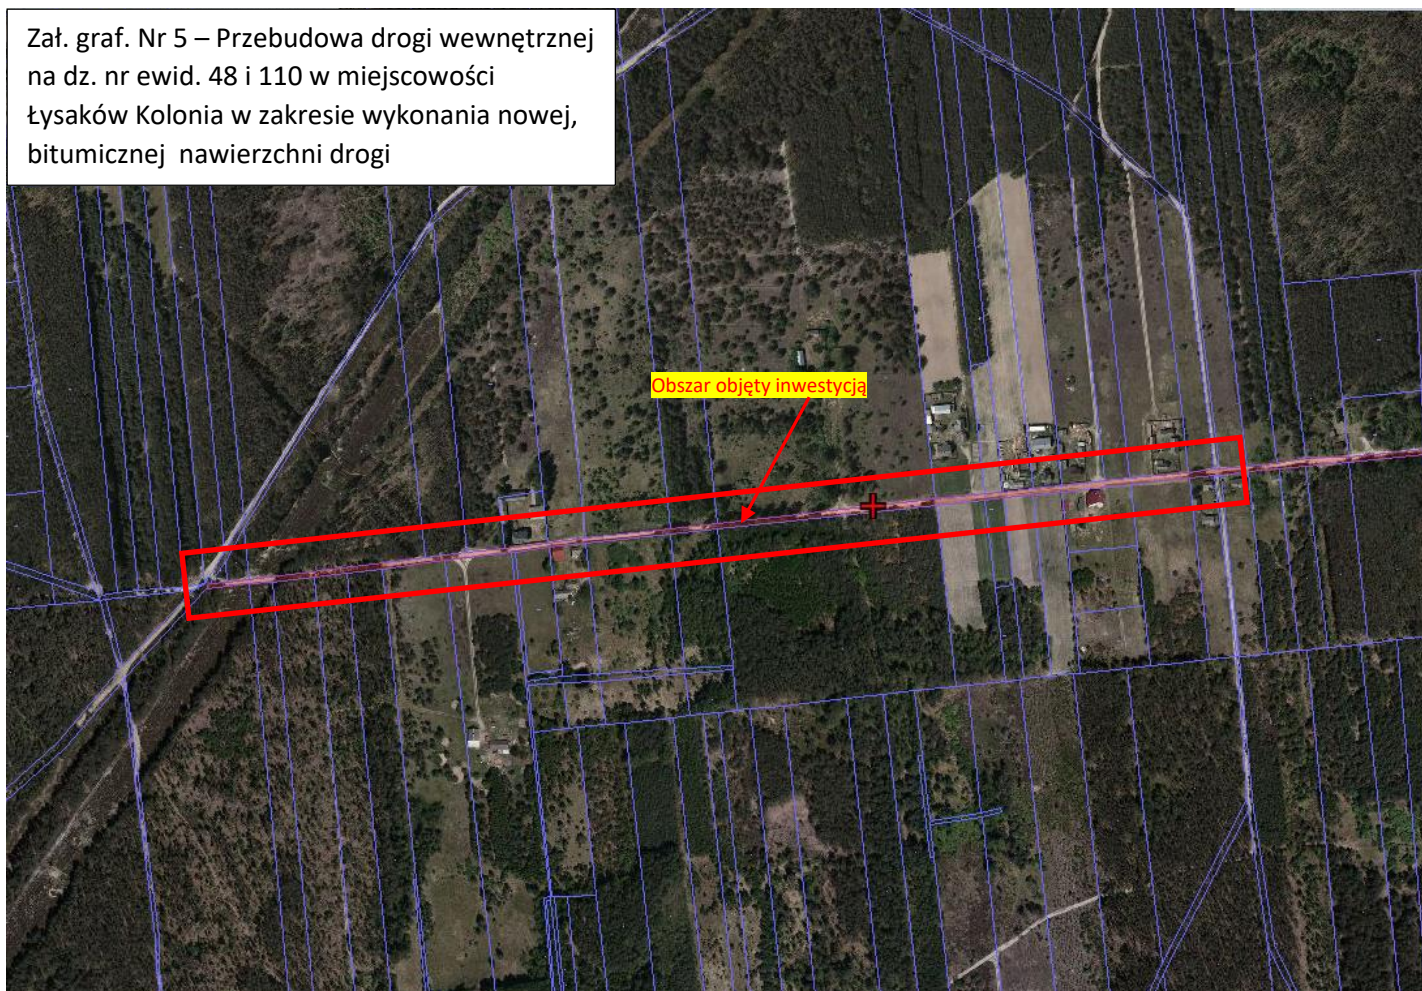 Zał. graf. Nr 5 – Przebudowa drogi wewnętrznej
na dz. nr ewid. 48 i 110 w miejscowości
Łysaków Kolonia w zakresie wykonania nowej,
bitumicznej  nawierzchni drogi
Obszar objęty inwestycją